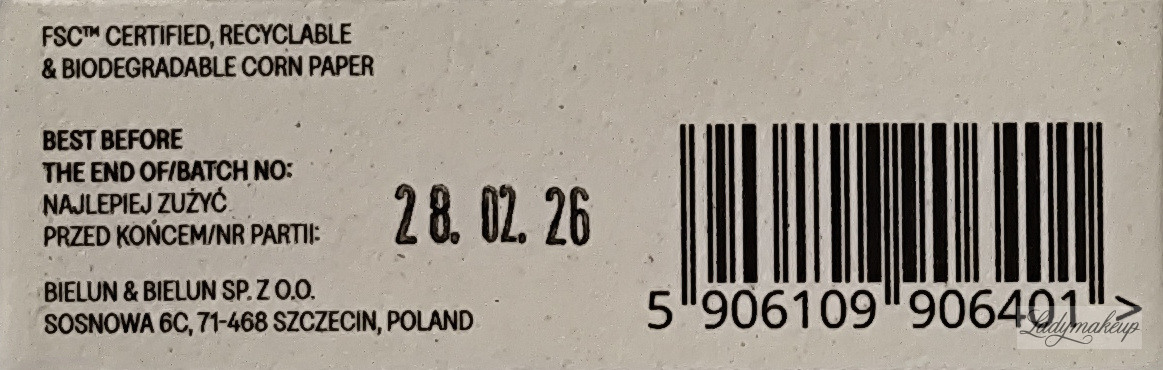 FSC™ CERTIFIED, RECYCLABLE
& BIODEGRADABLE CORN PAPER
BEST BEFORE
THE END OF/BATCH NO:
NAJLEPIEJ ZUŻYĆ
PRZED KOŃCEM/NR PARTII:
28. 02. 26
BIELUN & BIELUN SP. Z O.O.
SOSNOWA 6C, 71-468 SZCZECIN, POLAND
5 906109 906401 >
Ladymakeup